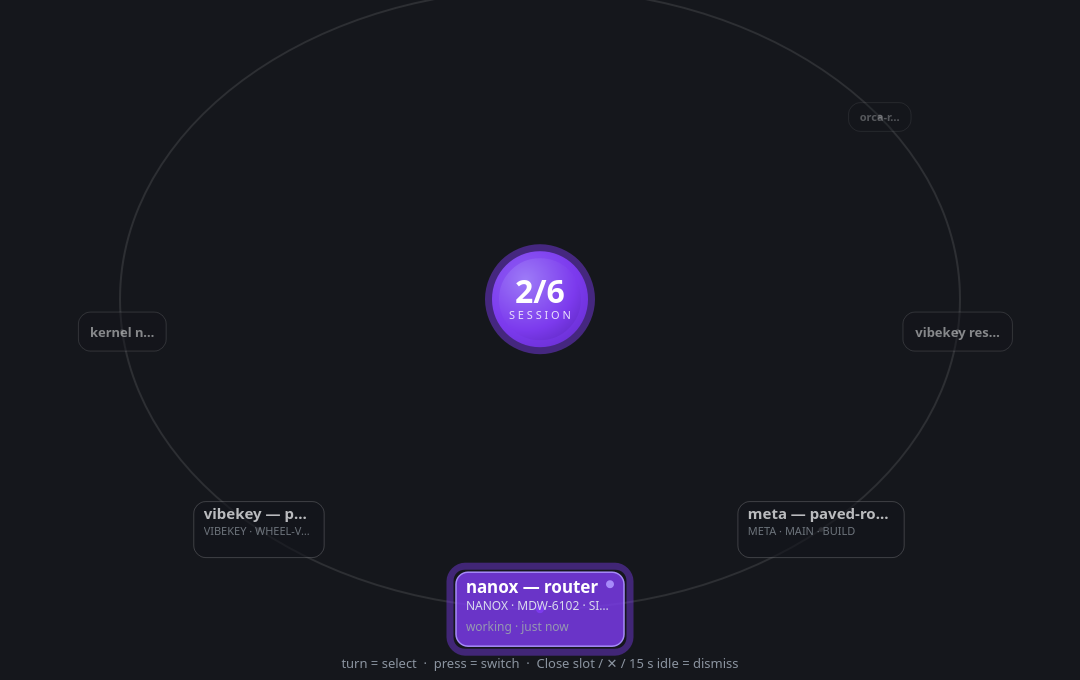 orca-r...
2/6
SESSION
kernel n...
vibekey res...
vibekey — p...
VIBEKEY · WHEEL-V...
meta — paved-ro...
META · MAIN · BUILD
nanox — router
NANOX · MDW-6102 · SI...
working · just now
turn = select · press = switch · Close slot / ✕ / 15 s idle = dismiss